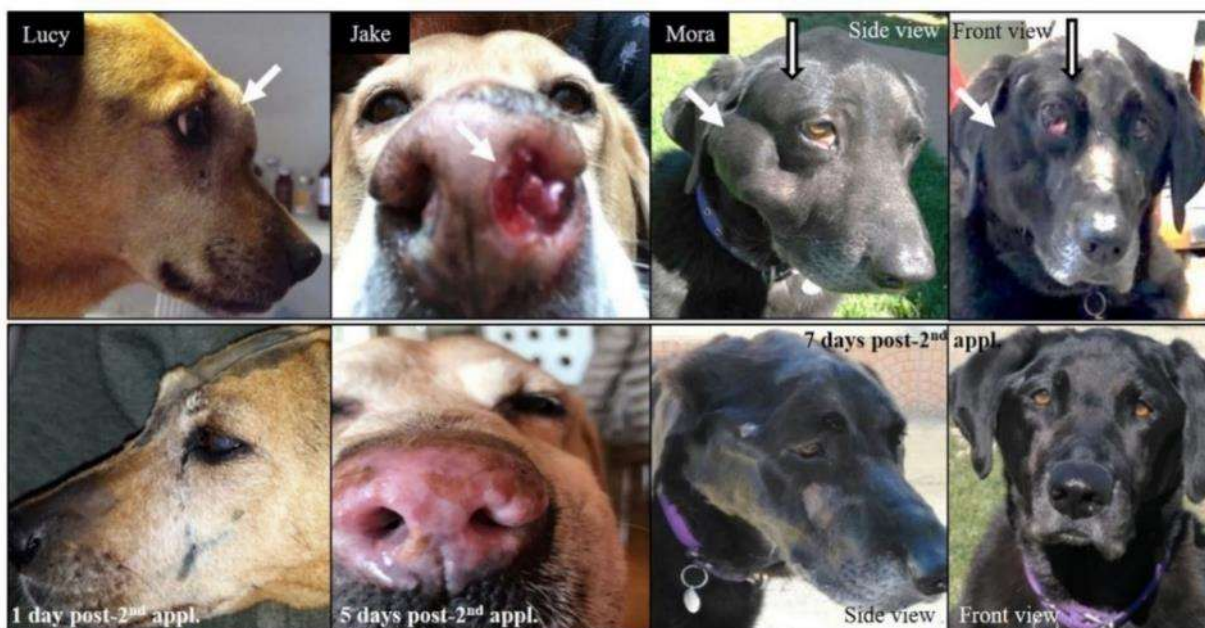 Lucy
Jake
Mora
Side view
Front view
1 day post-2nd appl.
5 days post-2nd appl.
7 days post-2nd appl.
Side view
Front view